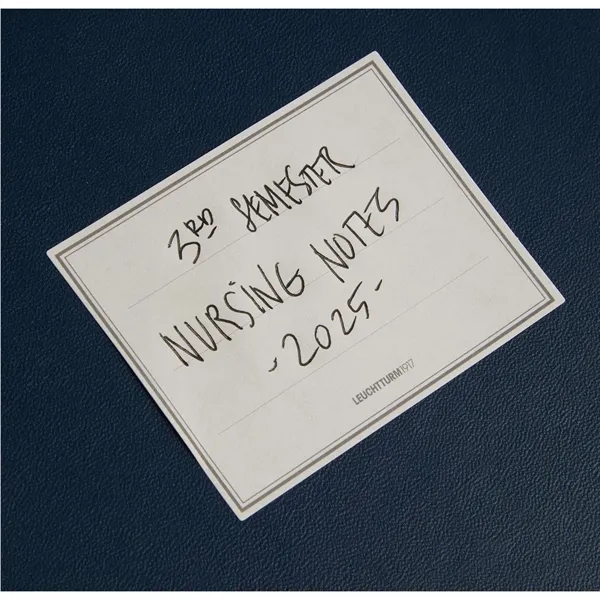 3RD SEMESTER
NURSING NOTES
-2025-
LEUCHTTURM1917